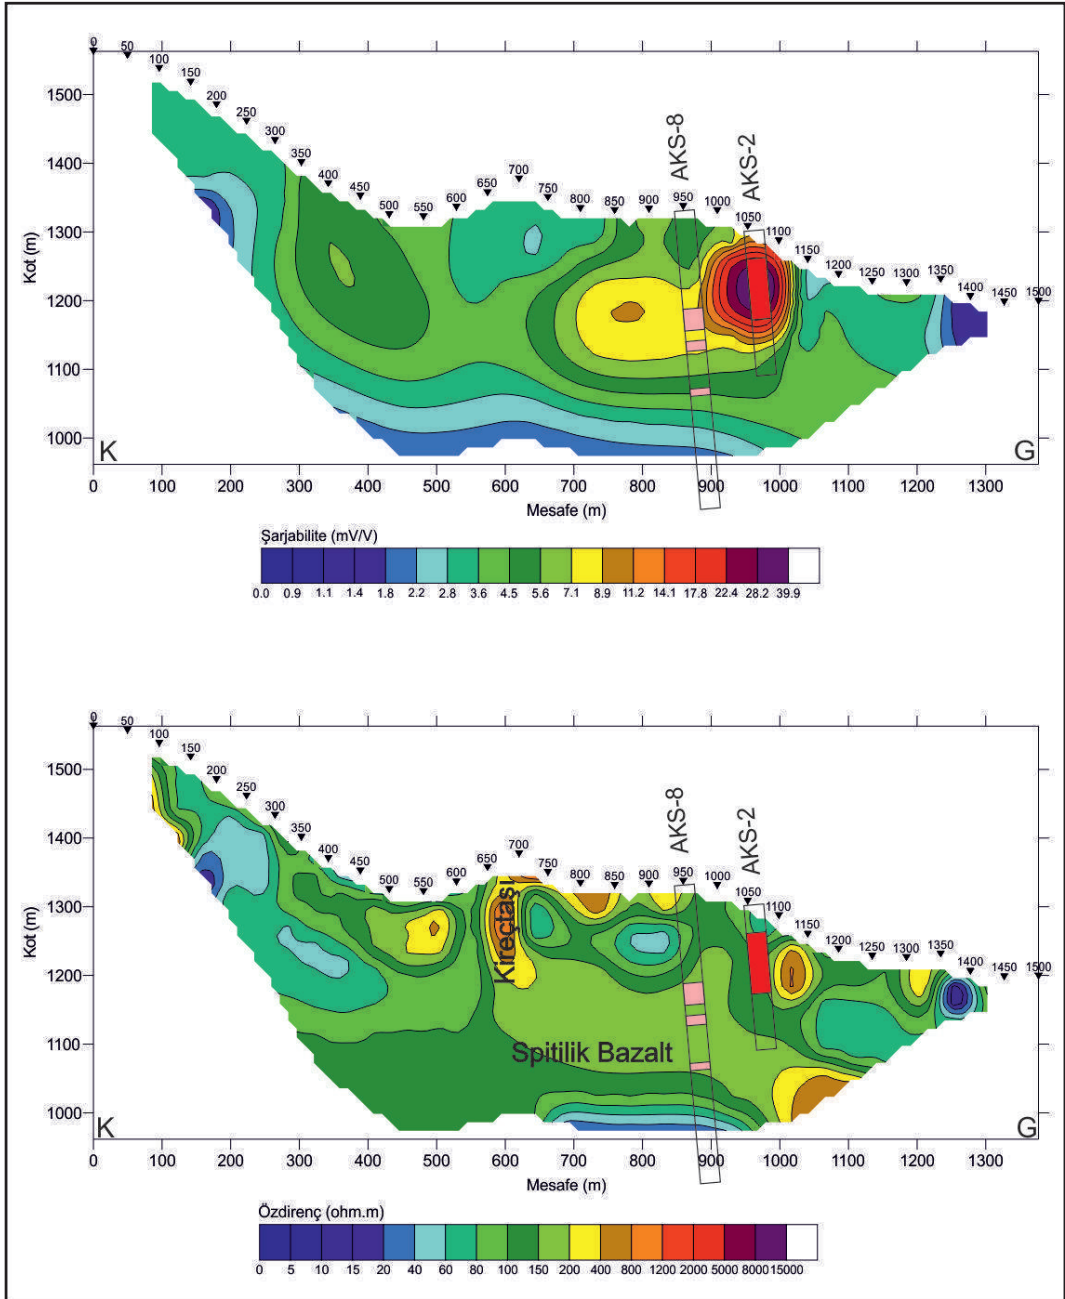 0 50 100 150 200 250 300 350 400 450 500 550 600 650 700 750 800 850 900 950 1000 1050 1100 1150 1200 1250 1300 1350 1400 1450 1500
AKS-8
AKS-2
Kot (m)
1500
1400
1300
1200
1100
1000
K
G
0 100 200 300 400 500 600 700 800 900 1000 1100 1200 1300
Mesafe (m)
Şarjabilite (mV/V)
0.0 0.9 1.1 1.4 1.8 2.2 2.8 3.6 4.5 5.6 7.1 8.9 11.2 14.1 17.8 22.4 28.2 39.9
0 50 100 150 200 250 300 350 400 450 500 550 600 650 700 750 800 850 900 950 1000 1050 1100 1150 1200 1250 1300 1350 1400 1450 1500
AKS-8
AKS-2
Kot (m)
1500
1400
1300
1200
1100
1000
Kireçtaşı
Spitilik Bazalt
K
G
0 100 200 300 400 500 600 700 800 900 1000 1100 1200 1300
Mesafe (m)
Özdirenç (ohm.m)
0 5 10 15 20 40 60 80 100 150 200 400 800 1200 2000 5000 8000 15000